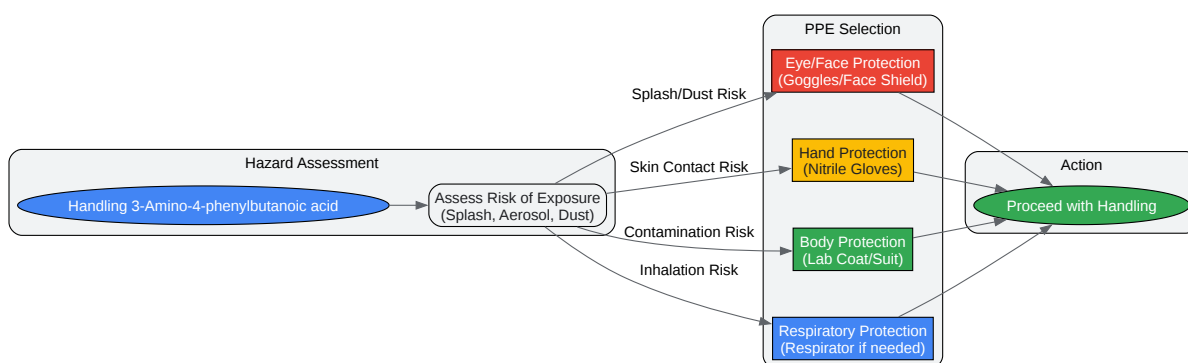 Hazard Assessment
Handling 3-Amino-4-phenylbutanoic acid
Assess Risk of Exposure
(Splash, Aerosol, Dust)
Splash/Dust Risk
Skin Contact Risk
Contamination Risk
Inhalation Risk
PPE Selection
Eye/Face Protection
(Goggles/Face Shield)
Hand Protection
(Nitrile Gloves)
Body Protection
(Lab Coat/Suit)
Respiratory Protection
(Respirator if needed)
Action
Proceed with Handling